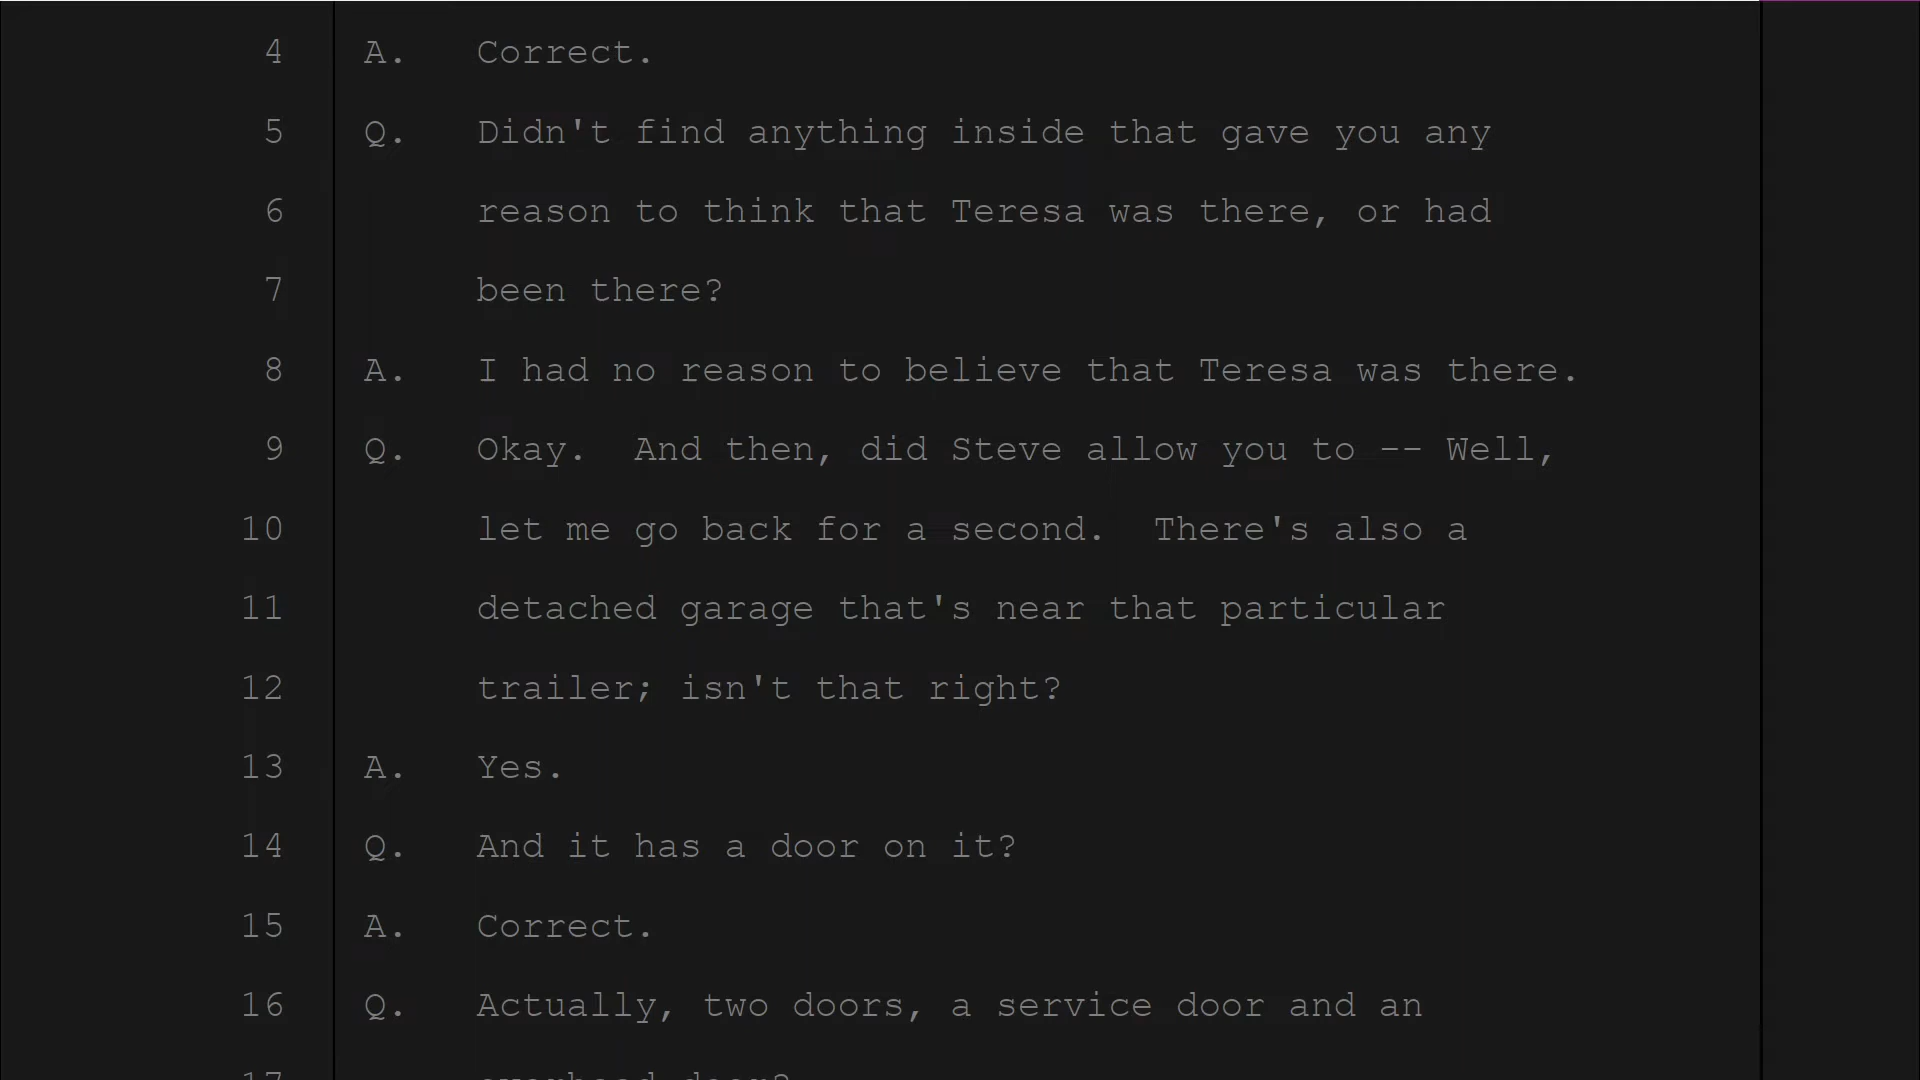 4 A. Correct.
5 Q. Didn't find anything inside that gave you any
6 reason to think that Teresa was there, or had
7 been there?
8 A. I had no reason to believe that Teresa was there.
9 Q. Okay. And then, did Steve allow you to -- Well,
10 let me go back for a second. There's also a
11 detached garage that's near that particular
12 trailer; isn't that right?
13 A. Yes.
14 Q. And it has a door on it?
15 A. Correct.
16 Q. Actually, two doors, a service door and an
17 overhead door?